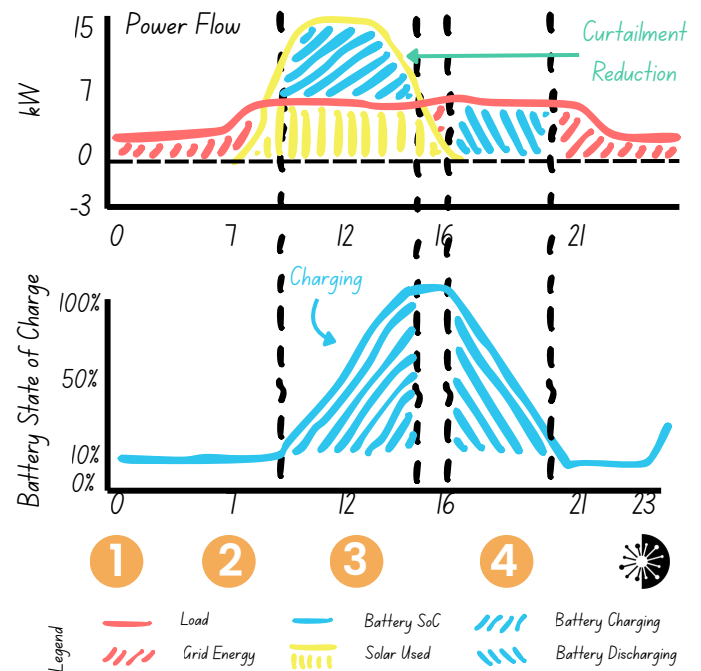 Power Flow
15
7
0
-3
kW
Curtailment
Reduction
0 7 12 16 21
Charging
Battery State of Charge
100%
50%
10%
0%
0 7 12 16 21 23
1 2 3 4
Legend
Load Battery SoC Battery Charging
Grid Energy Solar Used Battery Discharging